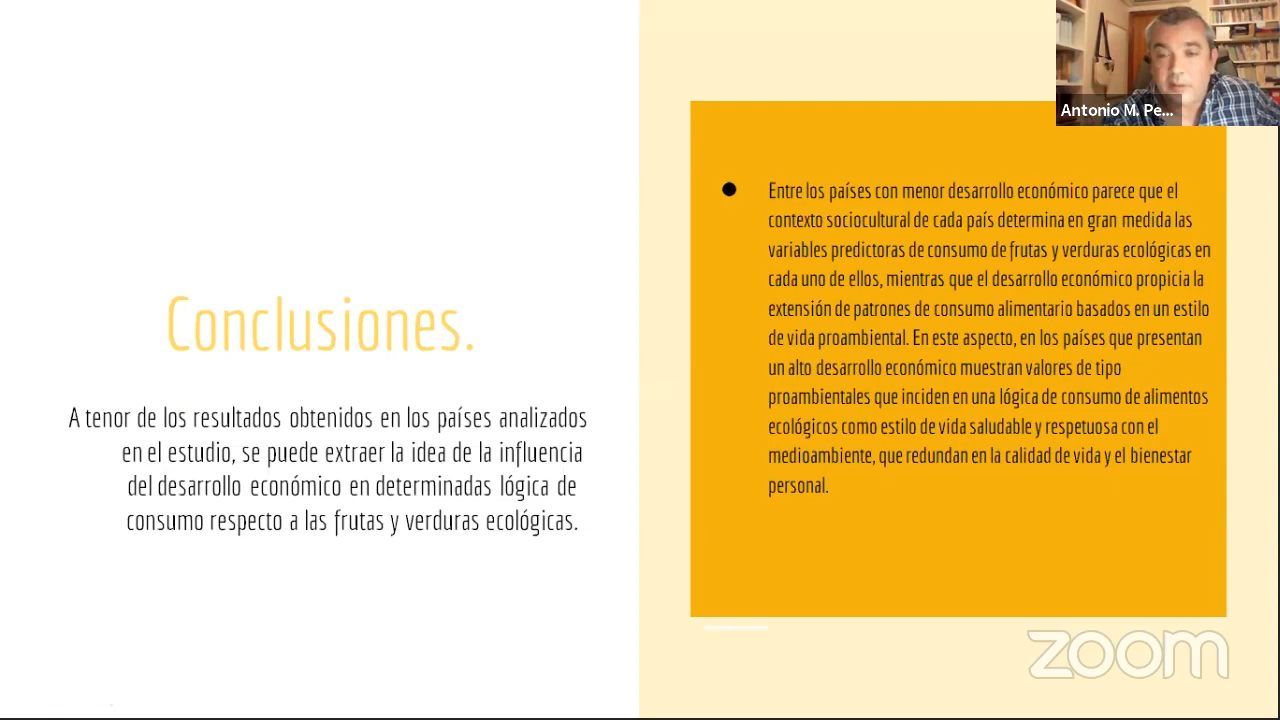 Conclusiones.
A tenor de los resultados obtenidos en los países analizados
en el estudio, se puede extraer la idea de la influencia
del desarrollo económico en determinadas lógica de
consumo respecto a las frutas y verduras ecológicas.
Entre los países con menor desarrollo económico parece que el
contexto sociocultural de cada país determina en gran medida las
variables predictoras de consumo de frutas y verduras ecológicas en
cada uno de ellos, mientras que el desarrollo económico propicia la
extensión de patrones de consumo alimentario basados en un estilo
de vida proambiental. En este aspecto, en los países que presentan
un alto desarrollo económico muestran valores de tipo
proambientales que inciden en una lógica de consumo de alimentos
ecológicos como estilo de vida saludable y respetuosa con el
medioambiente, que redundan en la calidad de vida y el bienestar
personal.
Antonio M. Pe...
zoom